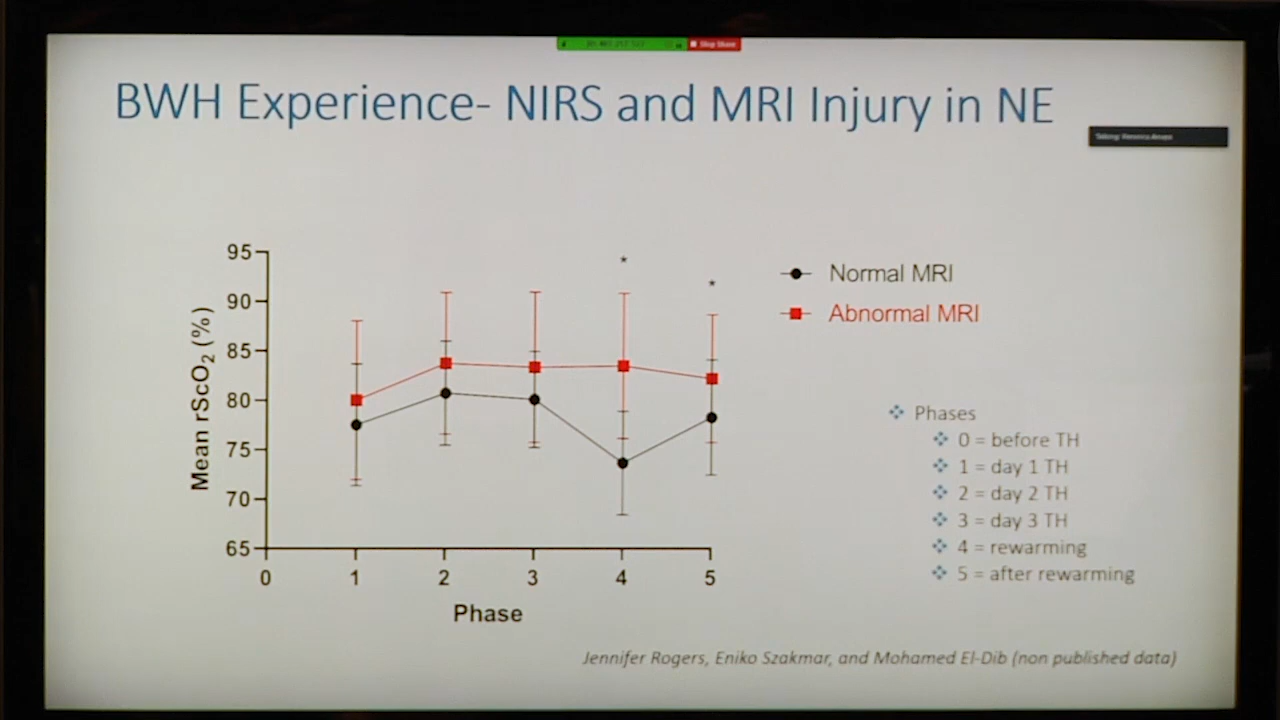 Stop Share
BWH Experience- NIRS and MRI Injury in NE
95
90
85
80
75
70
65
Mean rScO2 (%)
*
*
0 1 2 3 4 5
Phase
Normal MRI
Abnormal MRI
Phases
0 = before TH
1 = day 1 TH
2 = day 2 TH
3 = day 3 TH
4 = rewarming
5 = after rewarming
Jennifer Rogers, Eniko Szakmar, and Mohamed El-Dib (non published data)